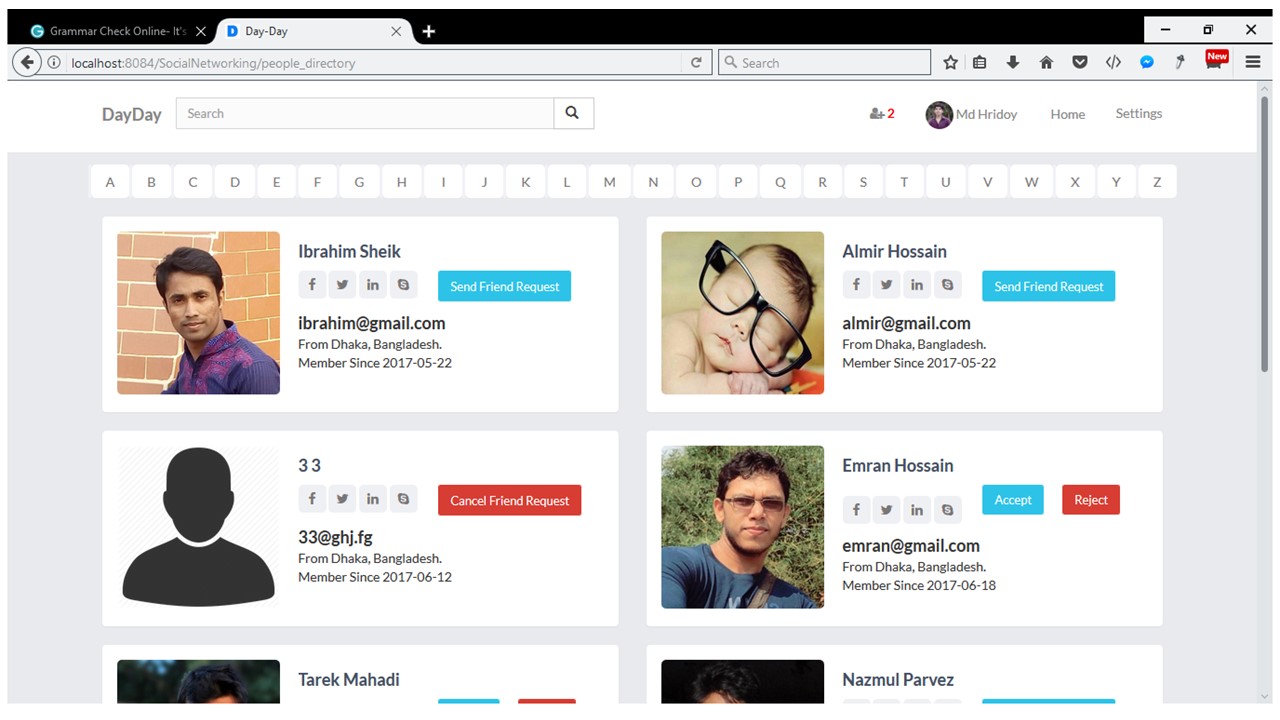 Grammar Check Online- It's
Day-Day
localhost:8084/SocialNetworking/people_directory
Search
New
DayDay
Search
2
Md Hridoy
Home
Settings
A B C D E F G H I J K L M N O P Q R S T U V W X Y Z
Ibrahim Sheik
Send Friend Request
ibrahim@gmail.com
From Dhaka, Bangladesh.
Member Since 2017-05-22
Almir Hossain
Send Friend Request
almir@gmail.com
From Dhaka, Bangladesh.
Member Since 2017-05-22
3 3
Cancel Friend Request
33@ghj.fg
From Dhaka, Bangladesh.
Member Since 2017-06-12
Emran Hossain
Accept
Reject
emran@gmail.com
From Dhaka, Bangladesh.
Member Since 2017-06-18
Tarek Mahadi
Nazmul Parvez